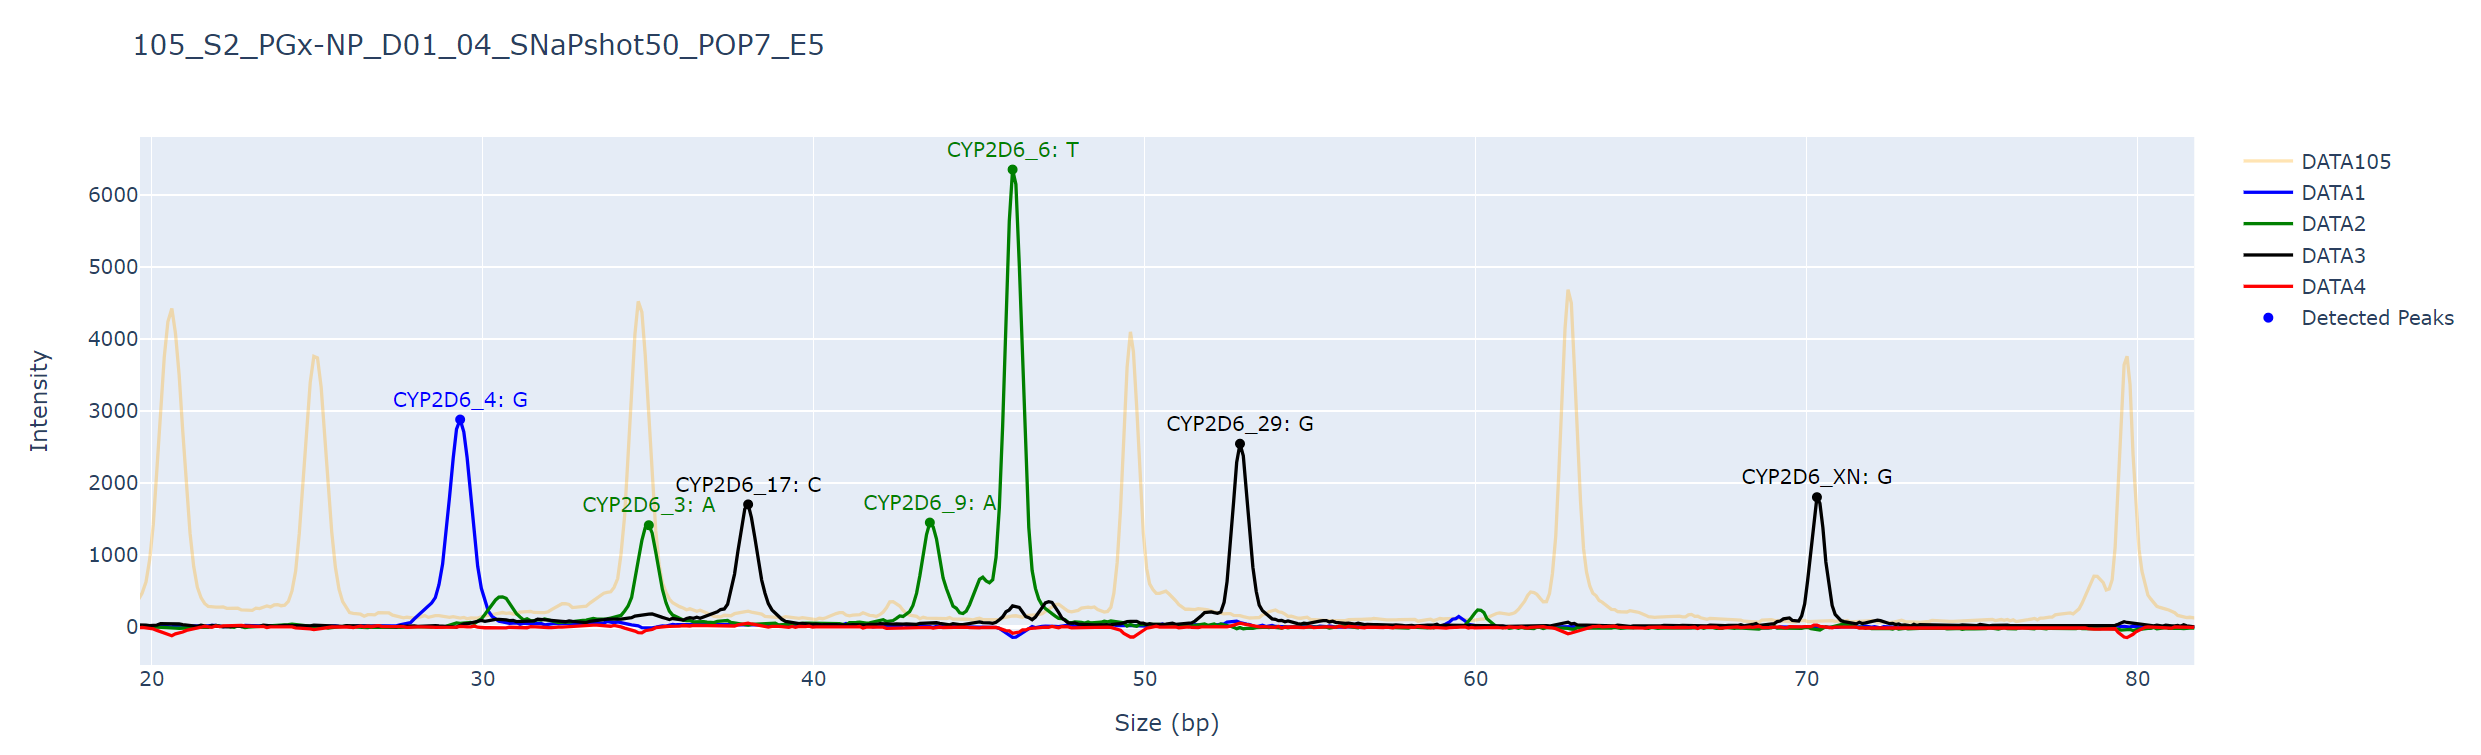 105_S2_PGx-NP_D01_04_SNaPshot50_POP7_E5
CYP2D6_6: T
CYP2D6_4: G
CYP2D6_29: G
CYP2D6_XN: G
CYP2D6_17: C
CYP2D6_3: A
CYP2D6_9: A
6000
5000
4000
3000
2000
1000
0
Intensity
20 30 40 50 60 70 80
Size (bp)
DATA105
DATA1
DATA2
DATA3
DATA4
Detected Peaks